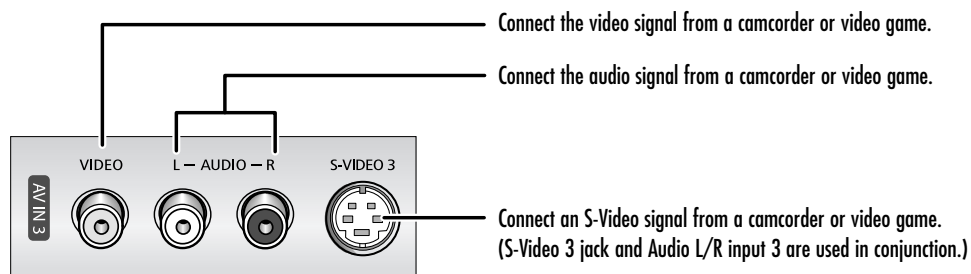 Connect the video signal from a camcorder or video game.
Connect the audio signal from a camcorder or video game.
VIDEO L — AUDIO — R S-VIDEO 3
AV IN 3
Connect an S-Video signal from a camcorder or video game.
(S-Video 3 jack and Audio L/R input 3 are used in conjunction.)